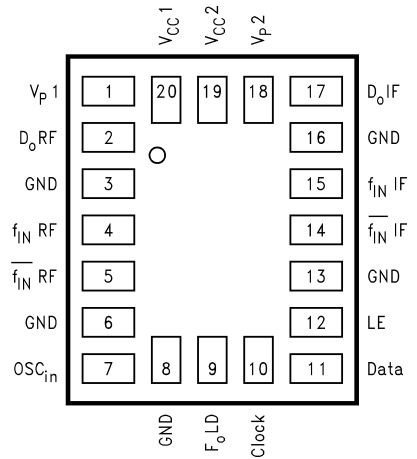 V_CC1
V_CC2
V_P2
V_P1 1 20 19 18 17 D_oIF
D_oRF 2 16 GND
GND 3 15 f_IN IF
f_IN RF 4 14 f̅_I̅N̅ IF
f̅_I̅N̅ RF 5 13 GND
GND 6 12 LE
OSC_in 7 8 9 10 11 Data
GND
F_oLD
Clock